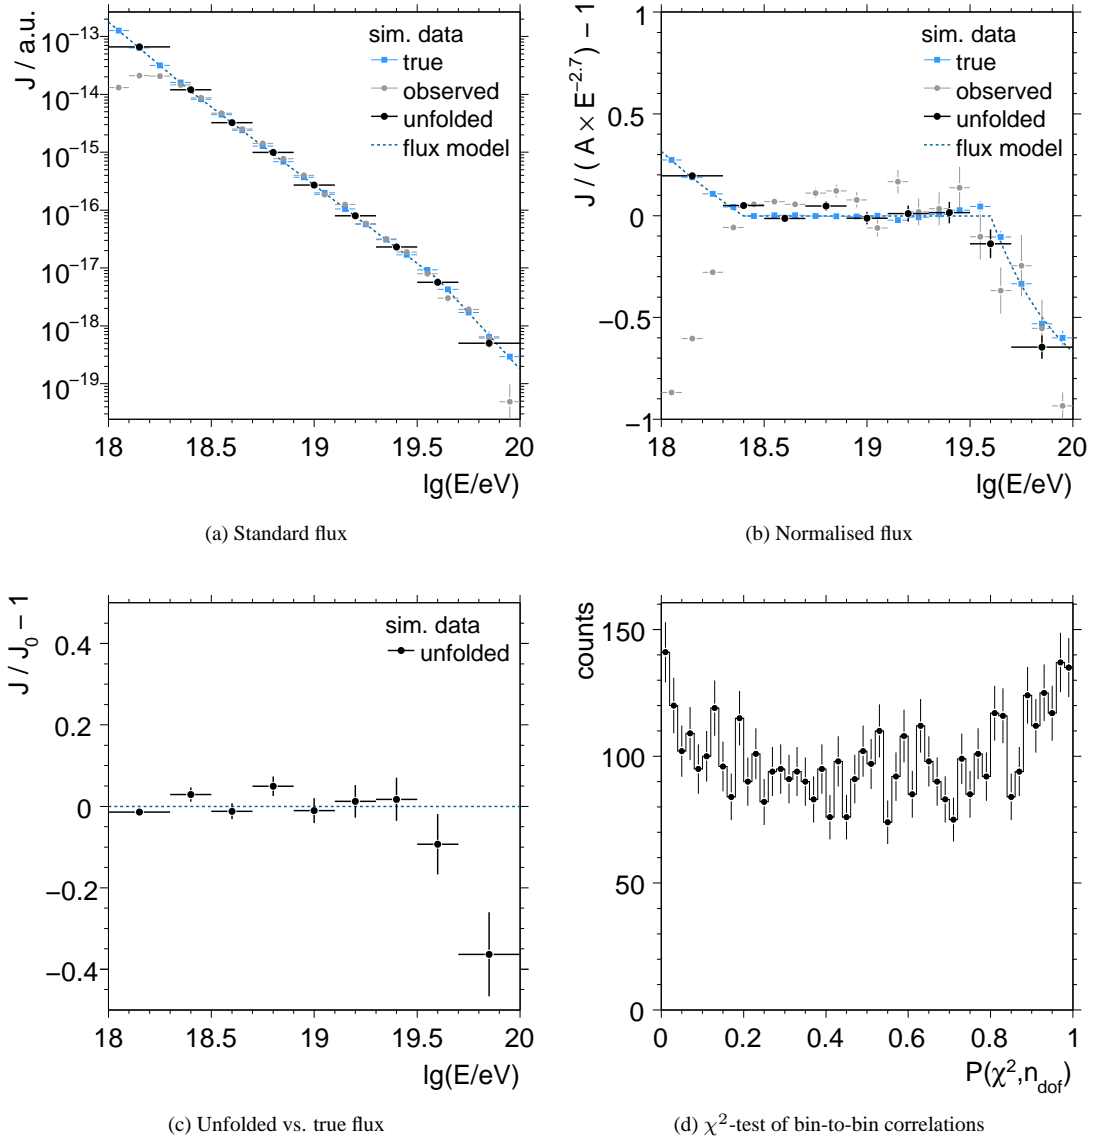 J / a.u.
10⁻¹³
10⁻¹⁴
10⁻¹⁵
10⁻¹⁶
10⁻¹⁷
10⁻¹⁸
10⁻¹⁹
sim. data
true
observed
unfolded
flux model
18 18.5 19 19.5 20
lg(E/eV)
(a) Standard flux
J / ( A × E⁻²·⁷) − 1
1
0.5
0
−0.5
−1
sim. data
true
observed
unfolded
flux model
18 18.5 19 19.5 20
lg(E/eV)
(b) Normalised flux
J / J₀ − 1
0.4
0.2
0
−0.2
−0.4
sim. data
unfolded
18 18.5 19 19.5 20
lg(E/eV)
(c) Unfolded vs. true flux
counts
150
100
50
0
0 0.2 0.4 0.6 0.8 1
P(χ²,n_dof)
(d) χ²-test of bin-to-bin correlations